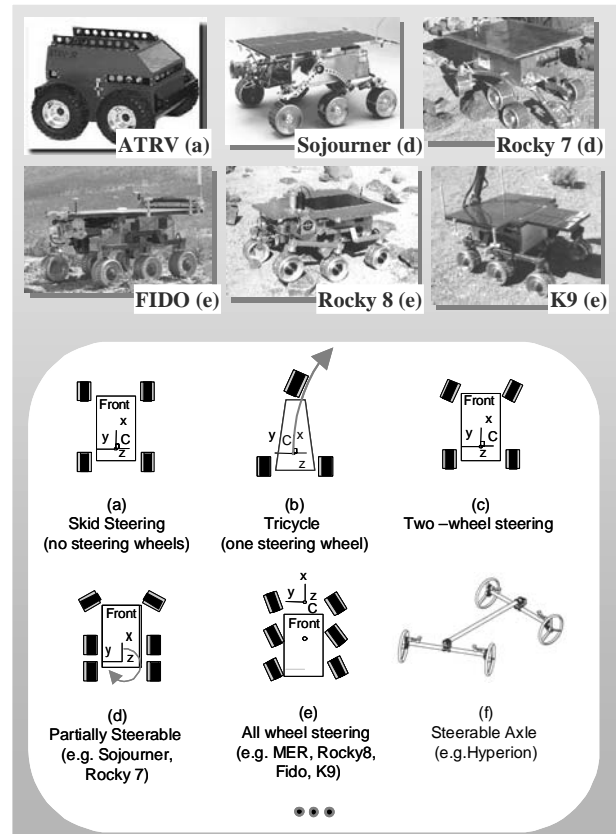 ATRV (a)
Sojourner (d)
Rocky 7 (d)
FIDO (e)
Rocky 8 (e)
K9 (e)
Front
x
y
C
z
(a)
Skid Steering
(no steering wheels)
y
C
x
z
(b)
Tricycle
(one steering wheel)
Front
x
y
C
z
(c)
Two –wheel steering
Front
x
y
z
(d)
Partially Steerable
(e.g. Sojourner,
Rocky 7)
x
y
z
C
Front
(e)
All wheel steering
(e.g. MER, Rocky8,
Fido, K9)
(f)
Steerable Axle
(e.g.Hyperion)